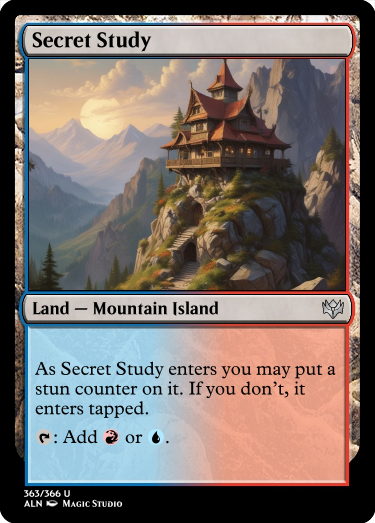 Secret Study
Land — Mountain Island
As Secret Study enters you may put a
stun counter on it. If you don't, it
enters tapped.
: Add or .
363/366 U
ALN Magic Studio